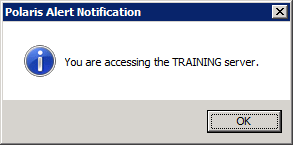 Polaris Alert Notification
You are accessing the TRAINING server.
OK